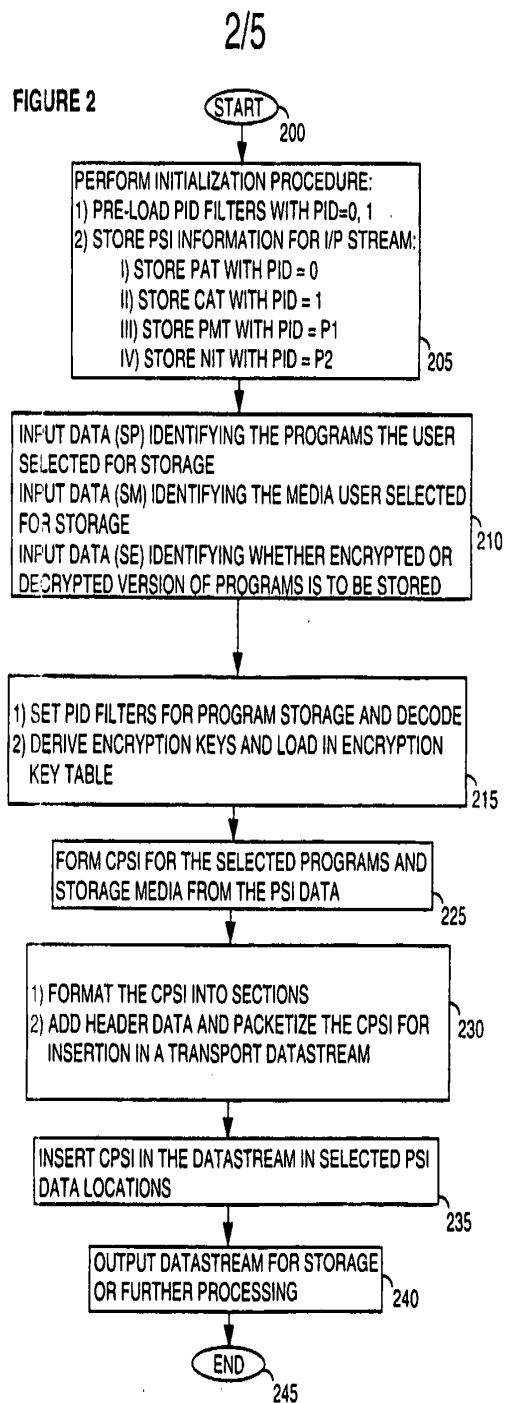 2/5
FIGURE 2
START
200
PERFORM INITIALIZATION PROCEDURE:
1) PRE-LOAD PID FILTERS WITH PID=0, 1
2) STORE PSI INFORMATION FOR I/P STREAM:
I) STORE PAT WITH PID = 0
II) STORE CAT WITH PID = 1
III) STORE PMT WITH PID = P1
IV) STORE NIT WITH PID = P2
205
INPUT DATA (SP) IDENTIFYING THE PROGRAMS THE USER
SELECTED FOR STORAGE
INPUT DATA (SM) IDENTIFYING THE MEDIA USER SELECTED
FOR STORAGE
INPUT DATA (SE) IDENTIFYING WHETHER ENCRYPTED OR
DECRYPTED VERSION OF PROGRAMS IS TO BE STORED
210
1) SET PID FILTERS FOR PROGRAM STORAGE AND DECODE
2) DERIVE ENCRYPTION KEYS AND LOAD IN ENCRYPTION
KEY TABLE
215
FORM CPSI FOR THE SELECTED PROGRAMS AND
STORAGE MEDIA FROM THE PSI DATA
225
1) FORMAT THE CPSI INTO SECTIONS
2) ADD HEADER DATA AND PACKETIZE THE CPSI FOR
INSERTION IN A TRANSPORT DATASTREAM
230
INSERT CPSI IN THE DATASTREAM IN SELECTED PSI
DATA LOCATIONS
235
OUTPUT DATASTREAM FOR STORAGE
OR FURTHER PROCESSING
240
END
245